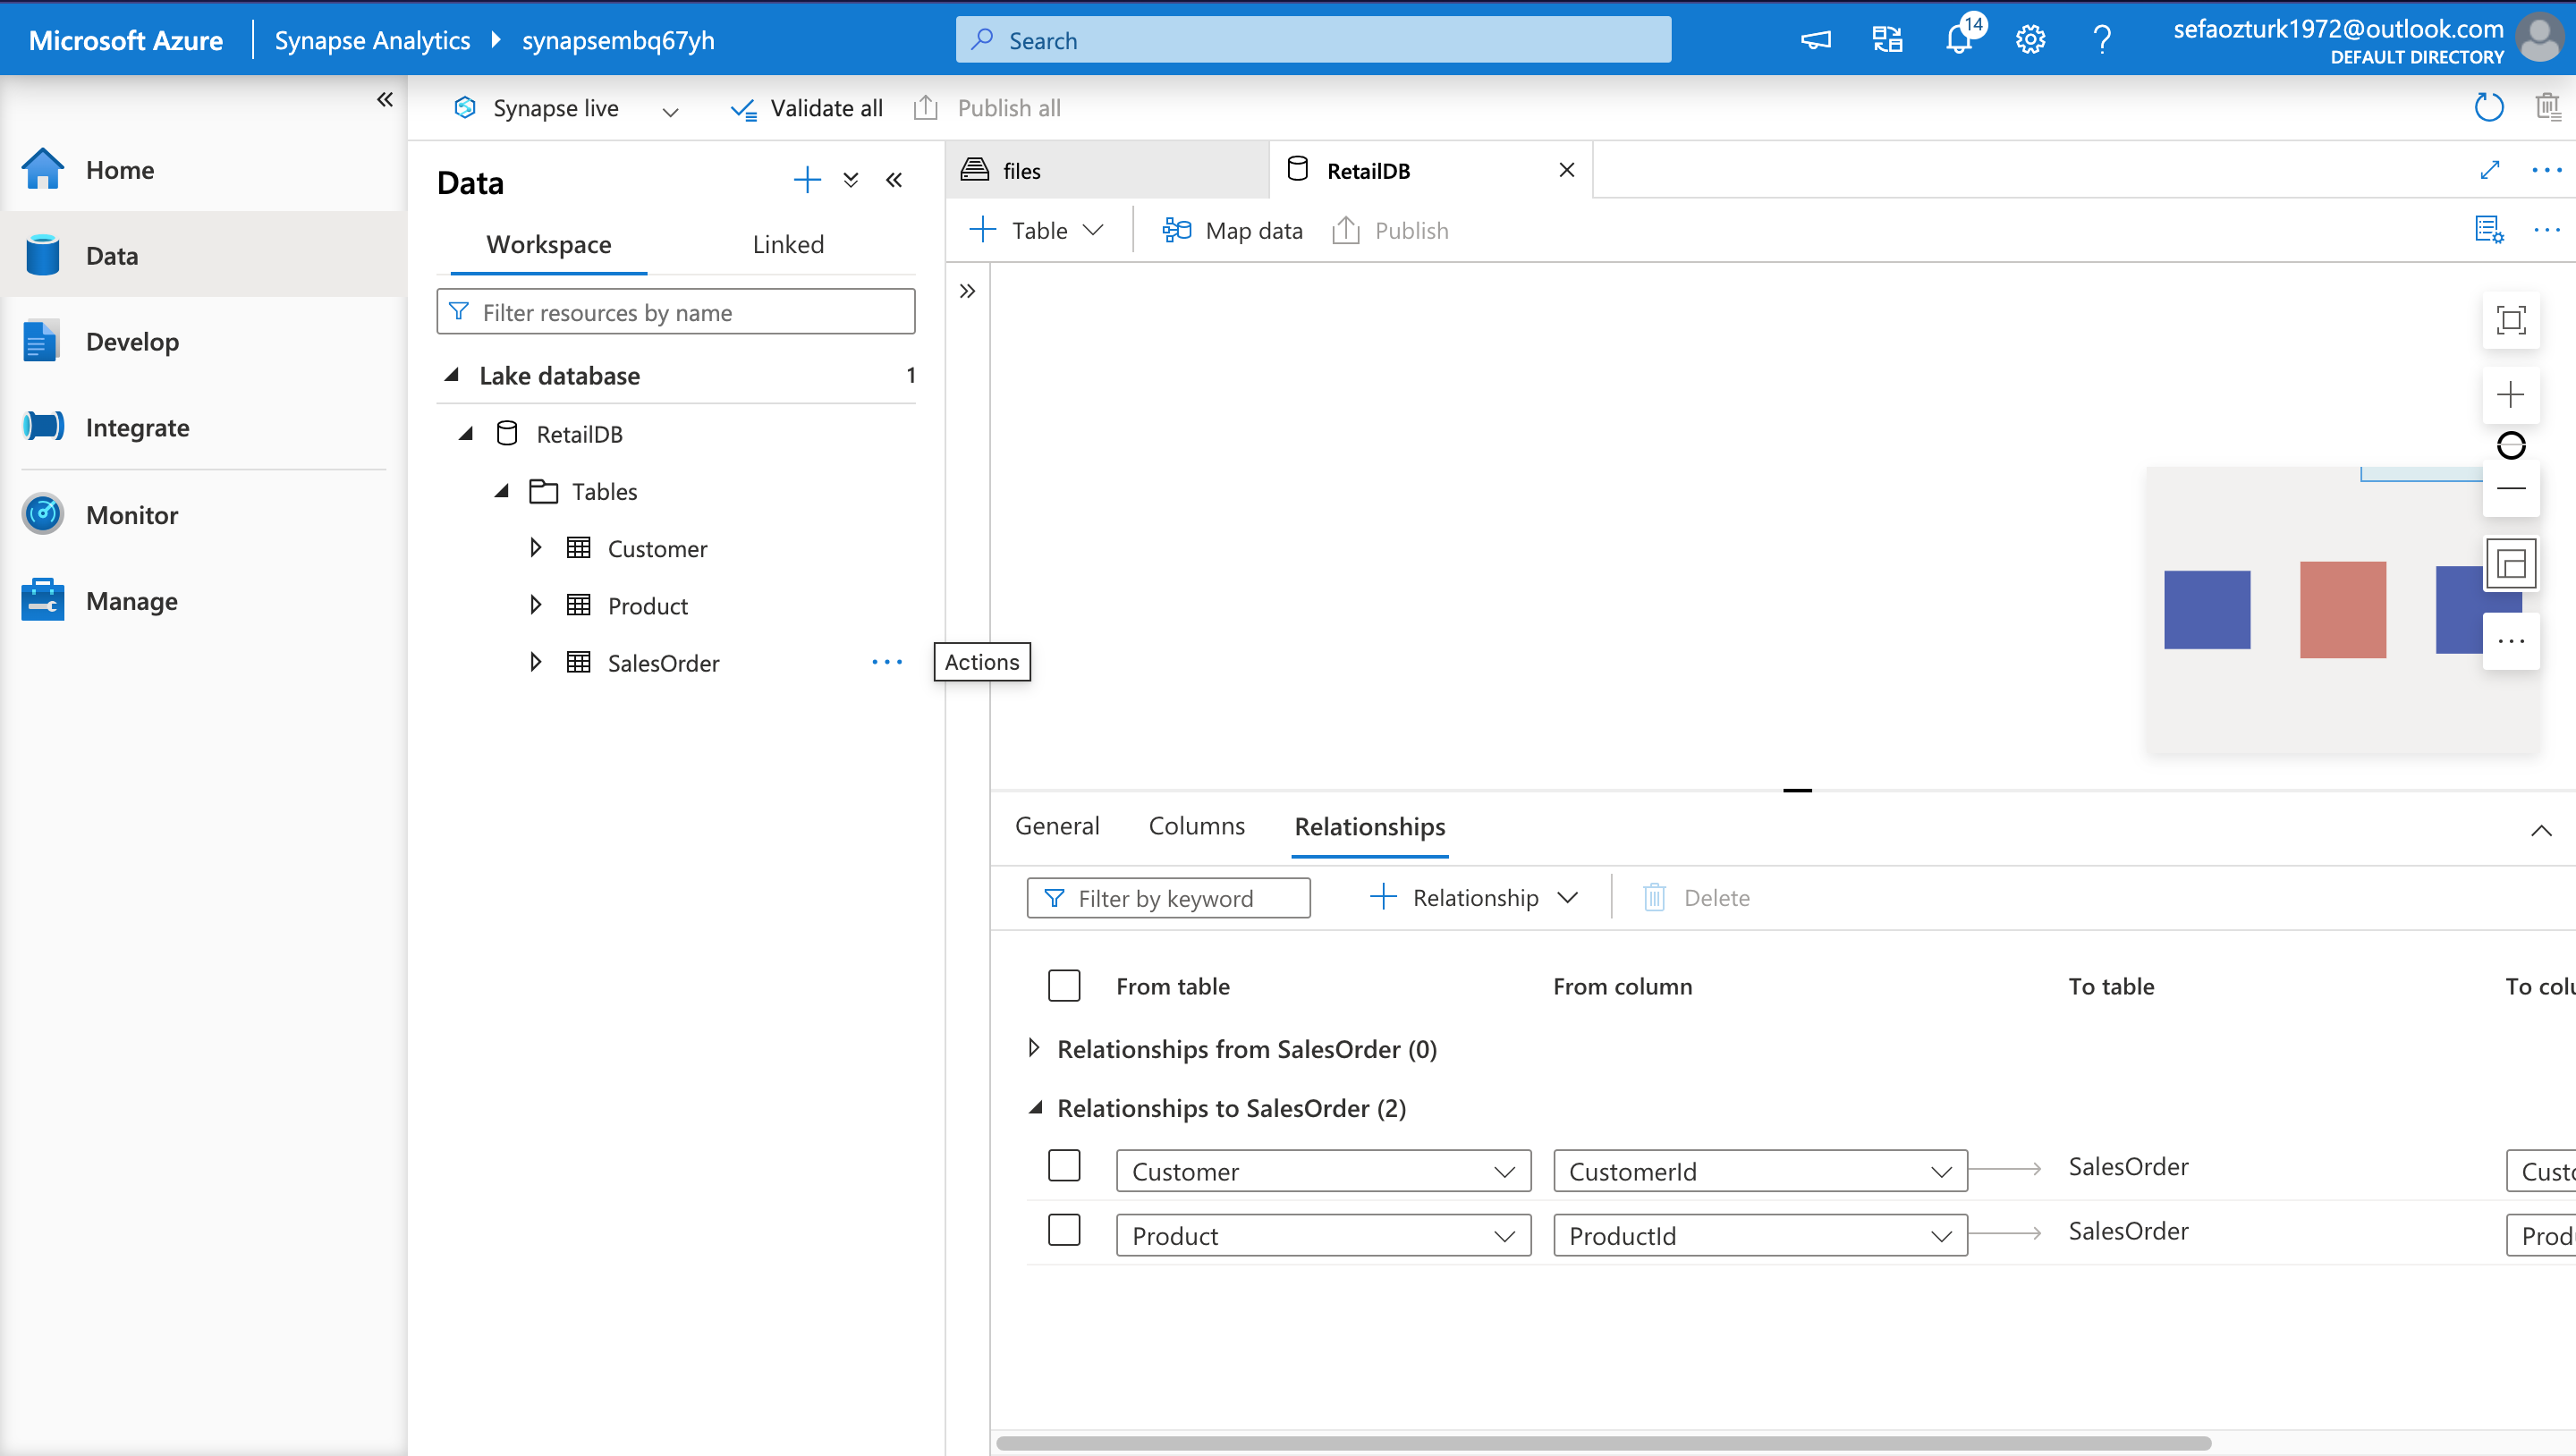 Microsoft Azure
Synapse Analytics
synapsembq67yh
Search
14
sefaozturk1972@outlook.com
DEFAULT DIRECTORY
Home
Data
Develop
Integrate
Monitor
Manage
Synapse live
Validate all
Publish all
Data
Workspace
Linked
Filter resources by name
Lake database 1
RetailDB
Tables
Customer
Product
SalesOrder
Actions
files
RetailDB
Table
Map data
Publish
General
Columns
Relationships
Filter by keyword
Relationship
Delete
From table From column To table To colu
Relationships from SalesOrder (0)
Relationships to SalesOrder (2)
Customer CustomerId SalesOrder Custo
Product ProductId SalesOrder Prod